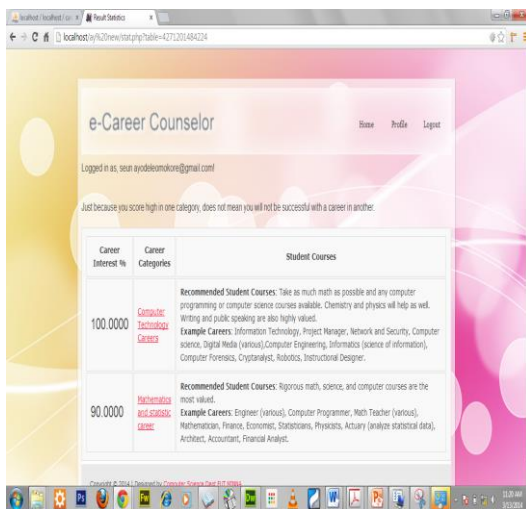 Result Statistics
localhost/ay%20new/stat.php?table=4271201484224
e-Career Counselor
Home Profile Logout
Logged in as, seun ayodeleomokore@gmail.com!
Just because you score high in one category, does not mean you will not be successful with a career in another.
Career
Interest %
Career
Categories
Student Courses
100.0000
Computer
Technology
Careers
Recommended Student Courses: Take as much math as possible and any computer
programming or computer science courses available. Chemistry and physics will help as well.
Writing and public speaking are also highly valued.
Example Careers: Information Technology, Project Manager, Network and Security, Computer
science, Digital Media (various),Computer Engineering, Informatics (science of information),
Computer Forensics, Cryptanalyst, Robotics, Instructional Designer.
90.0000
Mathematics
and statistic
career
Recommended Student Courses: Rigorous math, science, and computer courses are the
most valued.
Example Careers: Engineer (various), Computer Programmer, Math Teacher (various),
Mathematician, Finance, Economist, Statisticians, Physicists, Actuary (analyze statistical data),
Architect, Accountant, Financial Analyst.
Copyright © 2014 | Designed by Computer Science Dept FUT
11:20 AM